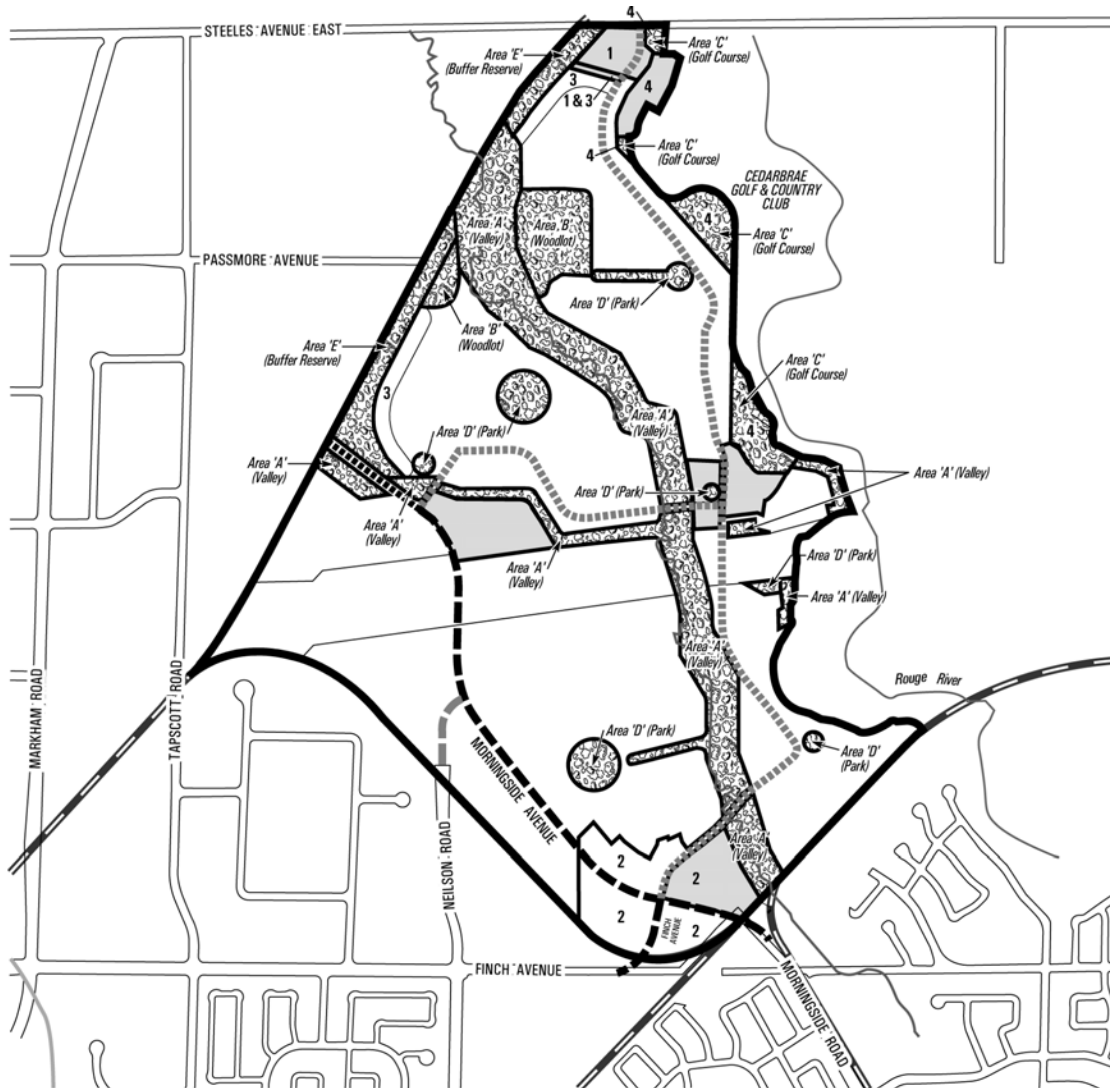 STEELES AVENUE EAST
4
Area 'C'
(Golf Course)
Area 'E'
(Buffer Reserve)
1
3
1 & 3
4
4
Area 'C'
(Golf Course)
CEDARBRAE
GOLF & COUNTRY
CLUB
4
Area 'C'
(Golf Course)
Area 'A'
(Valley)
Area 'B'
(Woodlot)
PASSMORE AVENUE
Area 'D' (Park)
Area 'B'
(Woodlot)
Area 'E'
(Buffer Reserve)
Area 'C'
(Golf Course)
3
Area 'A'
(Valley)
4
Area 'D' (Park)
Area 'A'
(Valley)
Area 'A' (Valley)
Area 'D' (Park)
Area 'A'
(Valley)
Area 'A'
(Valley)
Area 'D' (Park)
Area 'A' (Valley)
Area 'A'
(Valley)
Rouge River
MARKHAM ROAD
TAPSCOTT ROAD
Area 'D' (Park)
Area 'D'
(Park)
MORNINGSIDE AVENUE
NEILSON ROAD
Area 'A'
(Valley)
2
2
2
2
FINCH
AVENUE
FINCH AVENUE
MORNINGSIDE ROAD